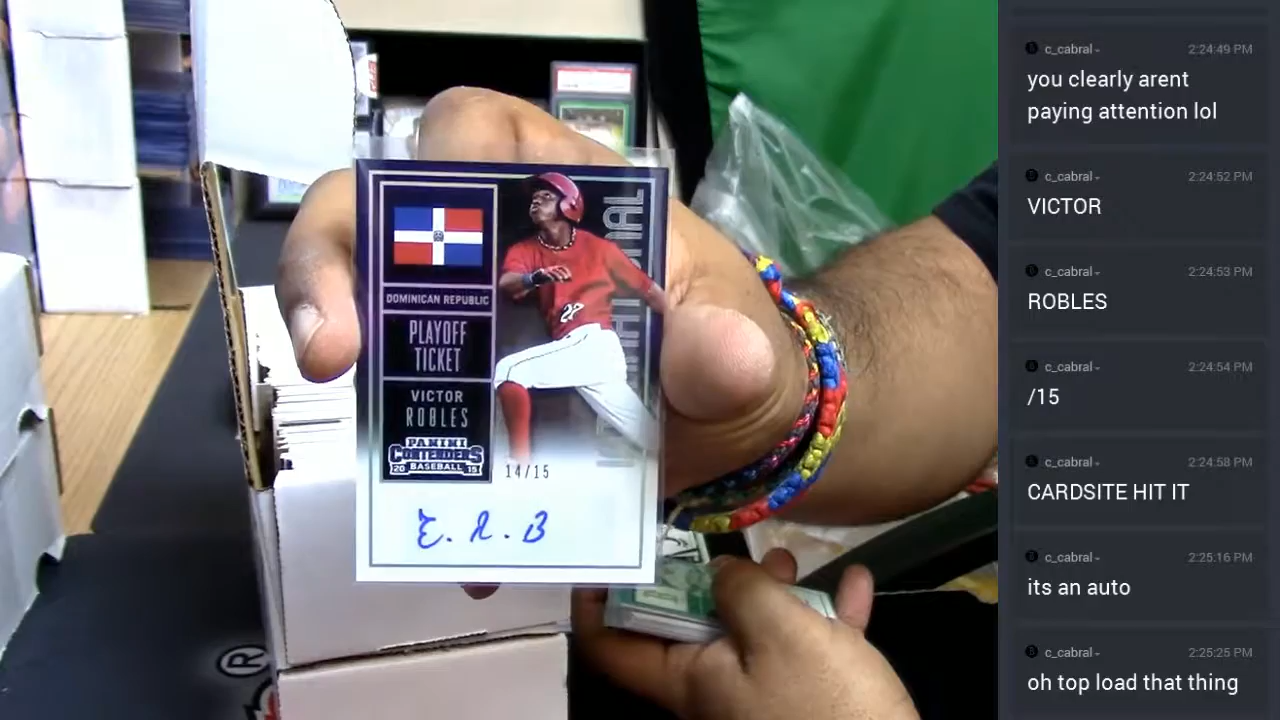 DOMINICAN REPUBLIC
PLAYOFF
TICKET
VICTOR
ROBLES
PANINI
CONTENDERS
20 BASEBALL 15
27
14/15
E. R. B
®
c_cabral 2:24:49 PM
you clearly arent
paying attention lol
c_cabral 2:24:52 PM
VICTOR
c_cabral 2:24:53 PM
ROBLES
c_cabral 2:24:54 PM
/15
c_cabral 2:24:58 PM
CARDSITE HIT IT
c_cabral 2:25:16 PM
its an auto
c_cabral 2:25:25 PM
oh top load that thing